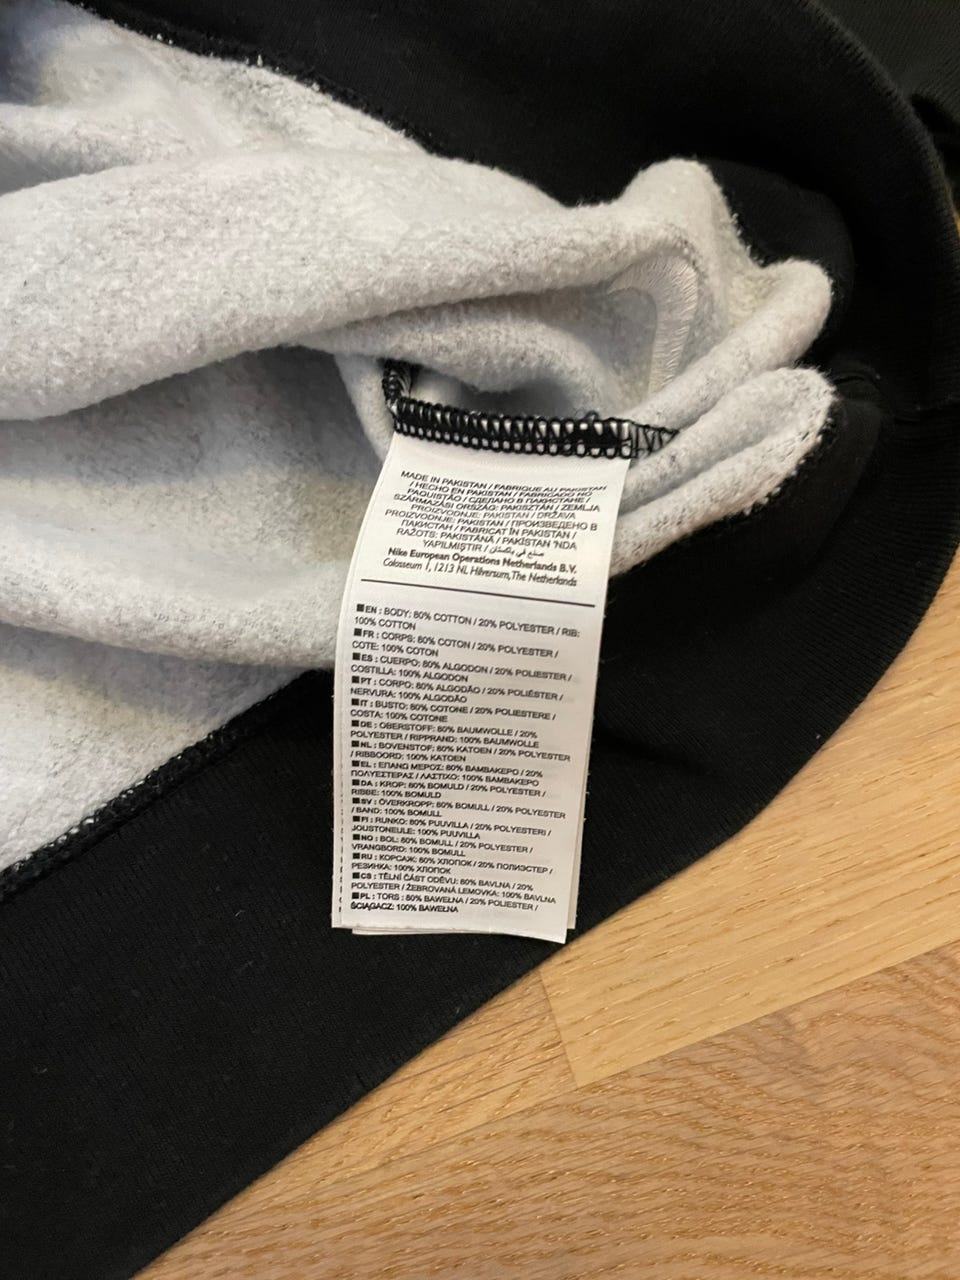 MADE IN PAKISTAN / FABRIQUE AU PAKISTAN
/ HECHO EN PAKISTAN / FABRICADO NO
PAQUISTÃO / СДЕЛАНО В ПАКИСТАНЕ /
SZÁRMAZÁSI ORSZÁG: PAKISZTÁN / ZEMLJA
PROIZVODNJE: PAKISTAN / DRŽAVA
PROIZVODNJE: PAKISTAN / ПРОИЗВЕДЕНО В
ПАКИСТАН / FABRICAT ÎN PAKISTAN /
RAŽOTS: PAKISTĀNĀ / PAKİSTAN 'NDA
YAPILMIŞTIR / صنع في باكستان
Nike European Operations Netherlands B.V.
Colosseum 1, 1213 NL Hilversum, The Netherlands
EN : BODY: 80% COTTON / 20% POLYESTER / RIB:
100% COTTON
FR : CORPS: 80% COTON / 20% POLYESTER /
COTE: 100% COTON
ES : CUERPO: 80% ALGODON / 20% POLIESTER /
COSTILLA: 100% ALGODON
PT : CORPO: 80% ALGODÃO / 20% POLIÉSTER /
NERVURA: 100% ALGODÃO
IT : BUSTO: 80% COTONE / 20% POLIESTERE /
COSTA: 100% COTONE
DE : OBERSTOFF: 80% BAUMWOLLE / 20%
POLYESTER / RIPPRAND: 100% BAUMWOLLE
NL : BOVENSTOF: 80% KATOEN / 20% POLYESTER
/ RIBBOORD: 100% KATOEN
EL : ΕΠΑΝΩ ΜΕΡΟΣ: 80% ΒΑΜΒΑΚΕΡΟ / 20%
ΠΟΛΥΕΣΤΕΡΑΣ / ΛΑΣΤΙΧΟ: 100% ΒΑΜΒΑΚΕΡΟ
DA : KROP: 80% BOMULD / 20% POLYESTER /
RIBBE: 100% BOMULD
SV : ÖVERKROPP: 80% BOMULL / 20% POLYESTER
/ BAND: 100% BOMULL
FI : RUNKO: 80% PUUVILLA / 20% POLYESTERI /
JOUSTONEULE: 100% PUUVILLA
NO : BOL: 80% BOMULL / 20% POLYESTER /
VRANGBORD: 100% BOMULL
RU : КОРСАЖ: 80% ХЛОПОК / 20% ПОЛИЭСТЕР /
РЕЗИНКА: 100% ХЛОПОК
CS : TĚLNÍ ČÁST ODĚVU: 80% BAVLNA / 20%
POLYESTER / ŽEBROVANÁ LEMOVKA: 100% BAVLNA
PL : TORS : 80% BAWEŁNA / 20% POLIESTER /
ŚCIĄGACZ: 100% BAWEŁNA